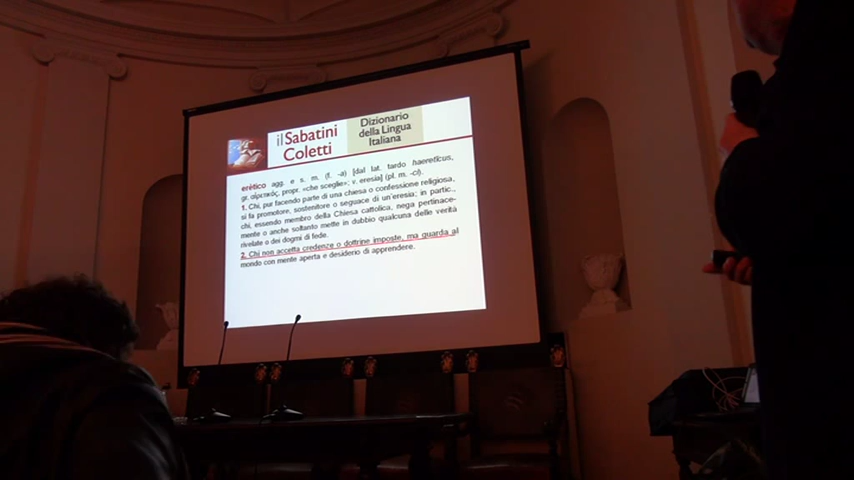 il Sabatini
Coletti
Dizionario
della Lingua
Italiana
erètico agg. e s. m. (f. -a) [dal lat. tardo haereticus,
gr. αἱρετικός, propr. «che sceglie»; v. eresia] (pl. m. -ci).
1. Chi, pur facendo parte di una chiesa o confessione religiosa,
si fa promotore, sostenitore o seguace di un'eresia; in partic.,
chi, essendo membro della Chiesa cattolica, nega pertinace-
mente o anche soltanto mette in dubbio qualcuna delle verità
rivelate o dei dogmi di fede.
2. Chi non accetta credenze o dottrine imposte, ma guarda al
mondo con mente aperta e desiderio di apprendere.